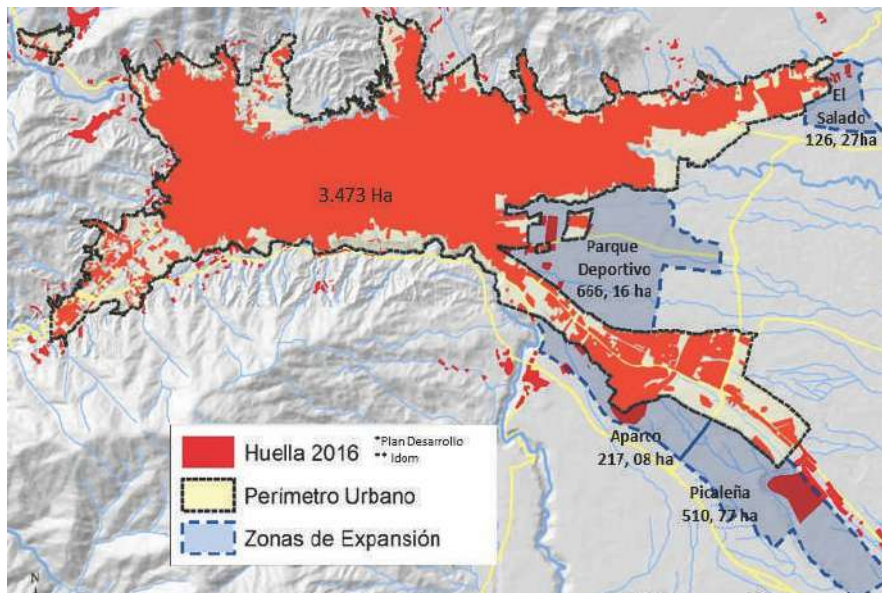 El
Salado
126, 27ha
3.473 Ha
Parque
Deportivo
666, 16 ha
Aparco
217, 08 ha
Picaleña
510, 77 ha
Huella 2016 *Plan Desarrollo
** Idom
Perímetro Urbano
Zonas de Expansión
N